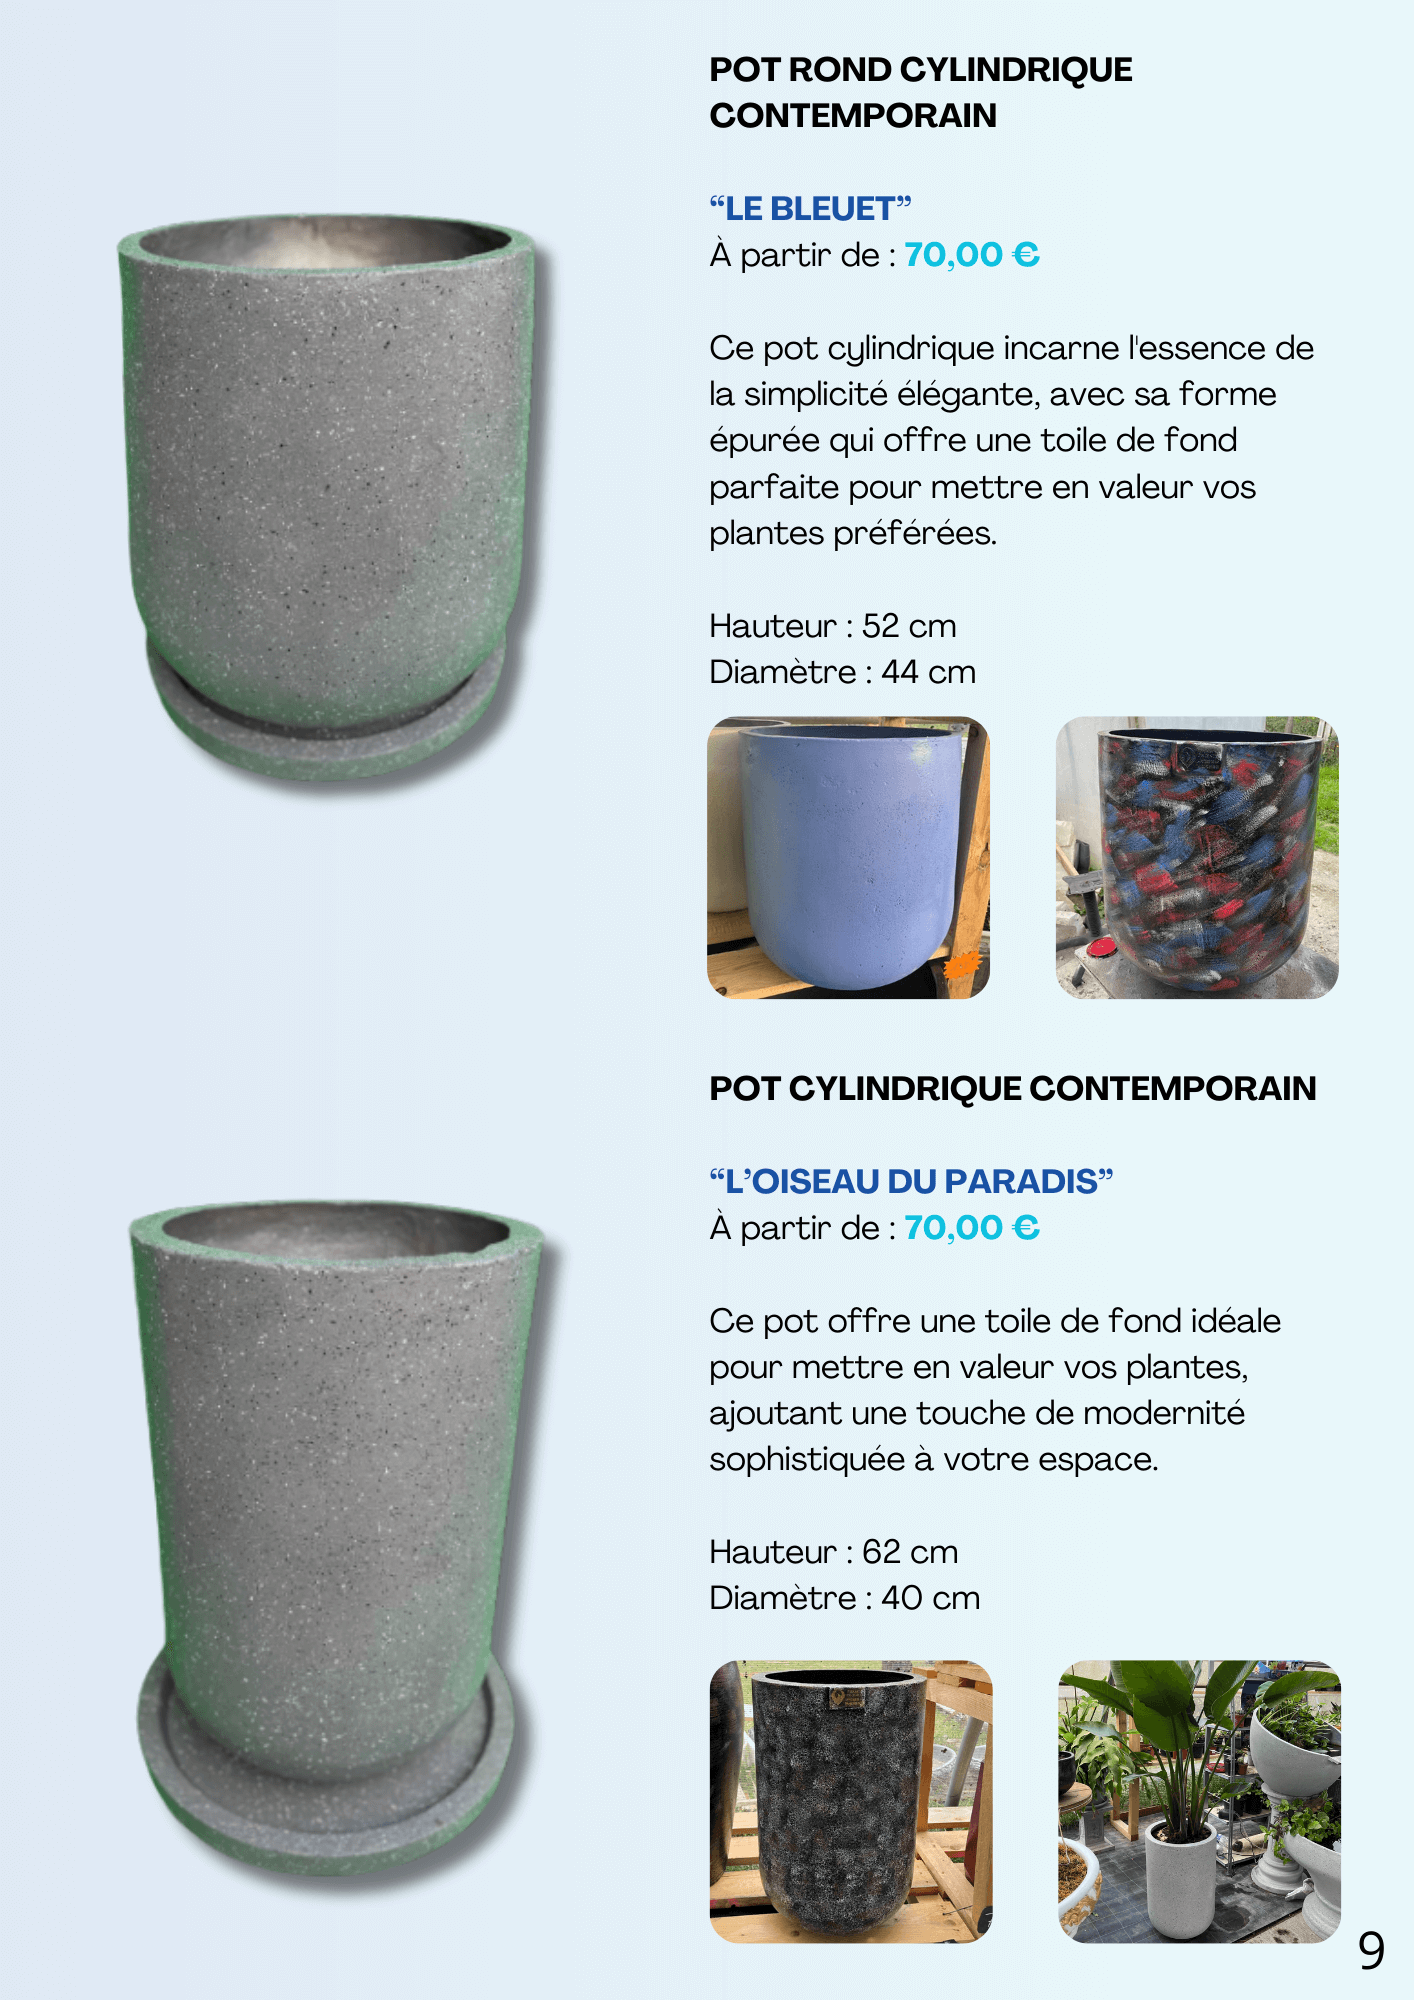 POT ROND CYLINDRIQUE
CONTEMPORAIN
“LE BLEUET”
À partir de : 70,00 €
Ce pot cylindrique incarne l'essence de
la simplicité élégante, avec sa forme
épurée qui offre une toile de fond
parfaite pour mettre en valeur vos
plantes préférées.
Hauteur : 52 cm
Diamètre : 44 cm
POT CYLINDRIQUE CONTEMPORAIN
“L’OISEAU DU PARADIS”
À partir de : 70,00 €
Ce pot offre une toile de fond idéale
pour mettre en valeur vos plantes,
ajoutant une touche de modernité
sophistiquée à votre espace.
Hauteur : 62 cm
Diamètre : 40 cm
9